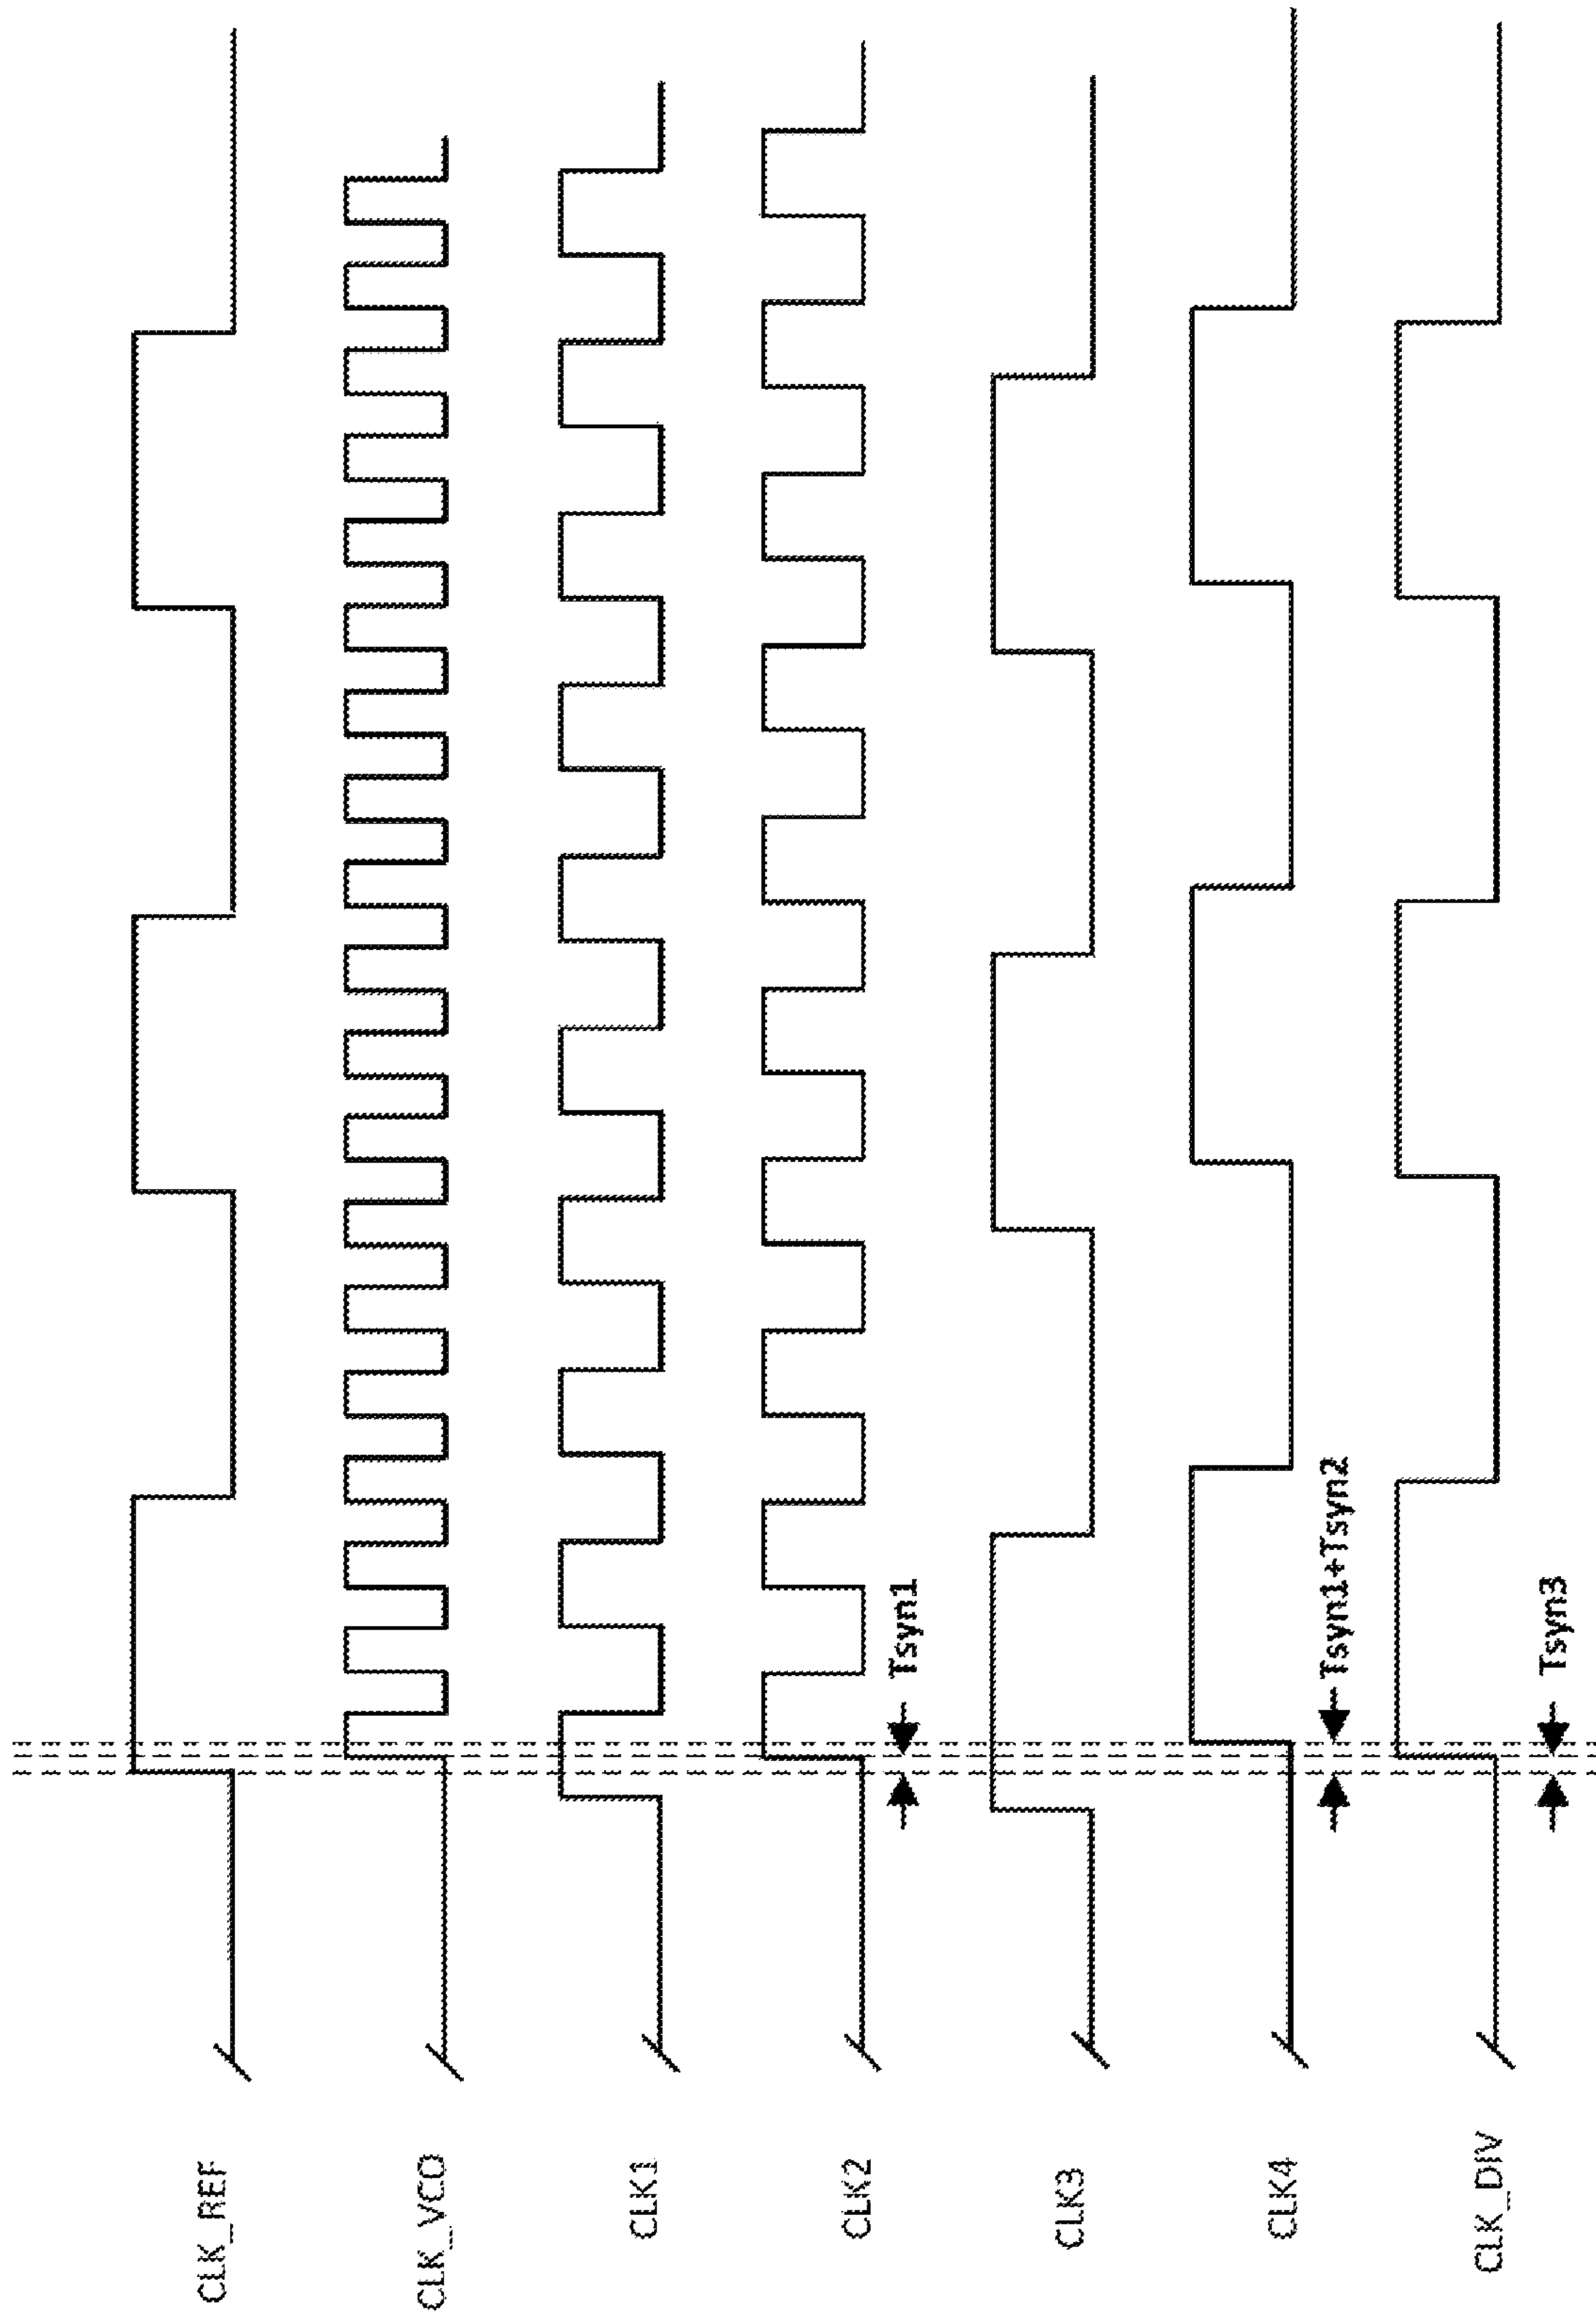 CLK_REF
CLK_VCO
CLK1
CLK2
Tsyn1
CLK3
CLK4
Tsyn1+Tsyn2
CLK_DIV
Tsyn3